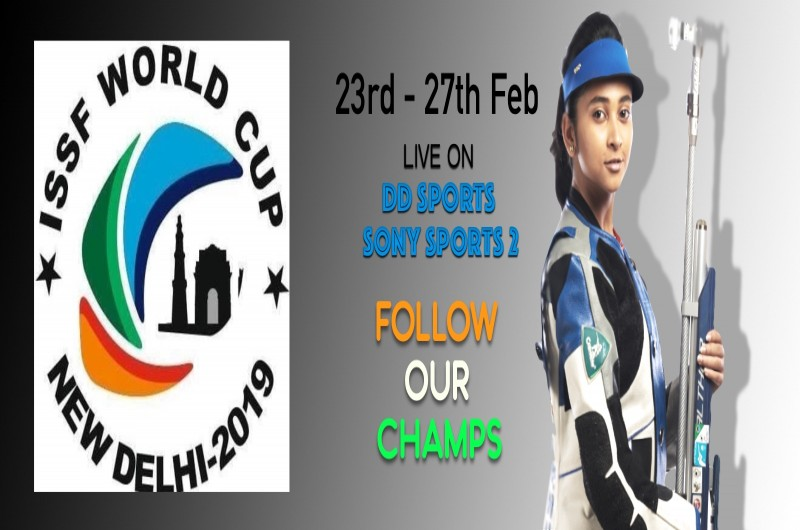 ISSF WORLD CUP
NEW DELHI-2019
23rd - 27th Feb
LIVE ON
DD SPORTS
SONY SPORTS 2
FOLLOW
OUR
CHAMPS